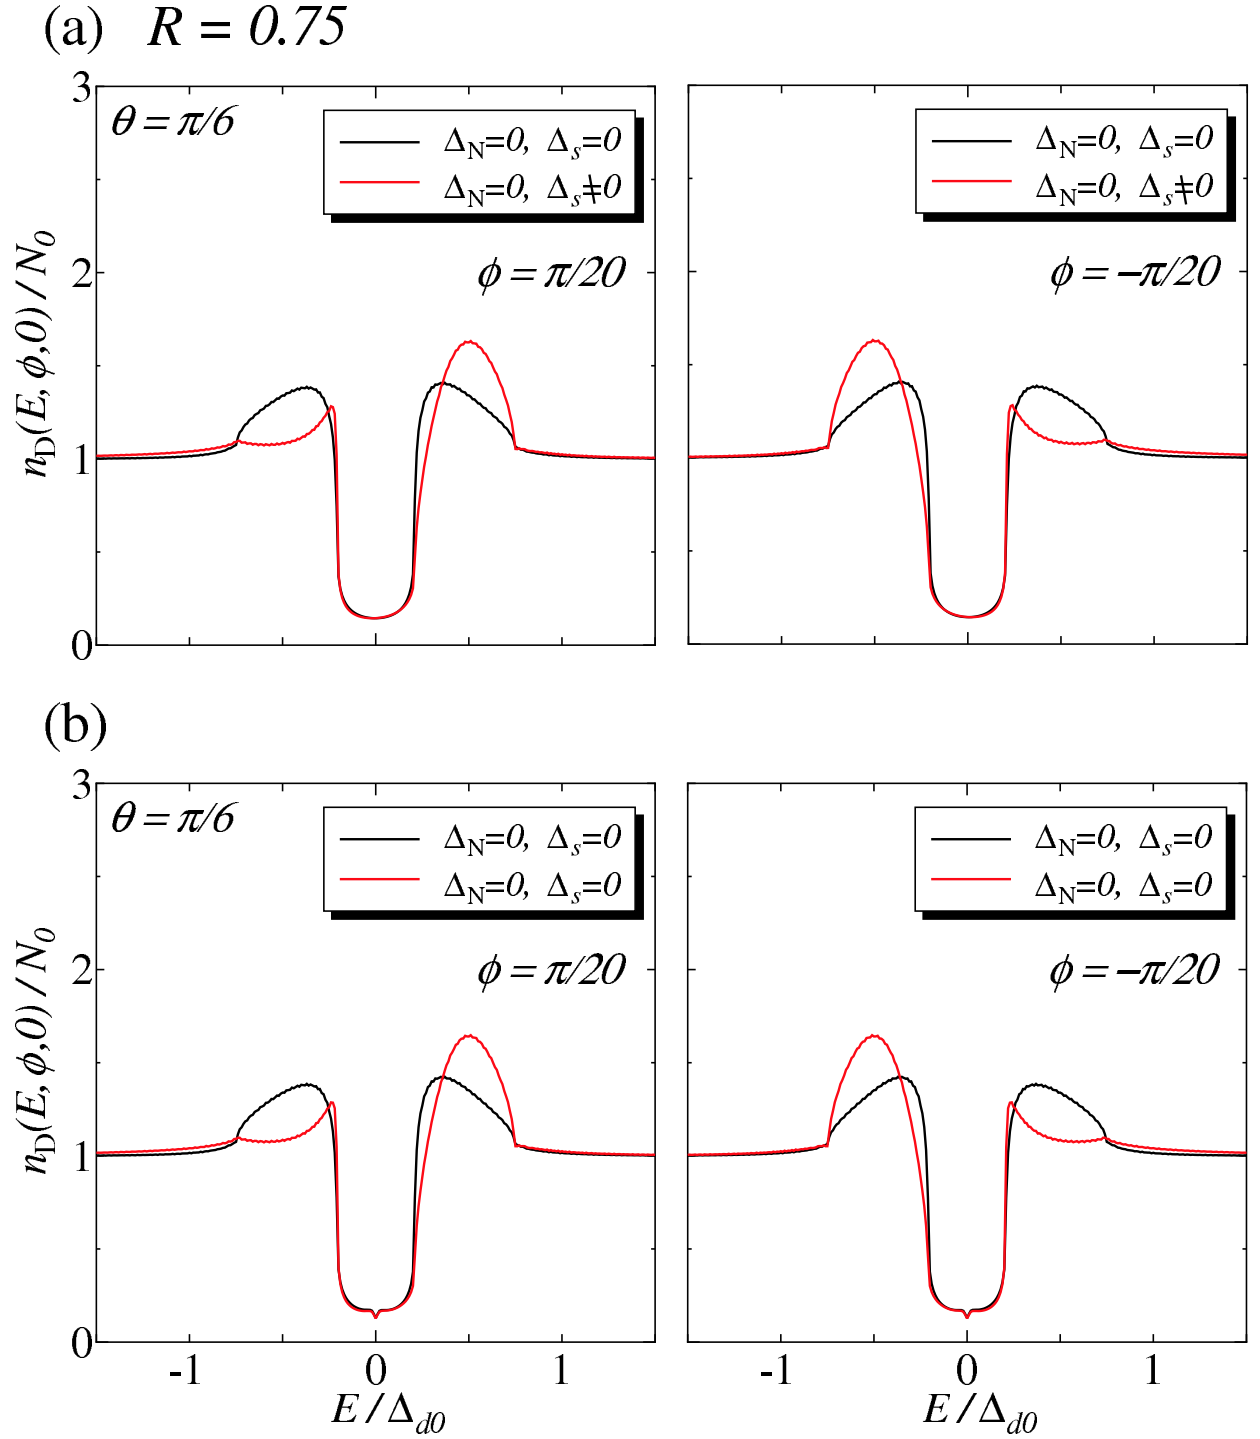 (a) R = 0.75
3
2
1
0
n_D(E, ϕ,0) / N_0
θ = π/6
Δ_N=0, Δ_s=0
Δ_N=0, Δ_s≠0
ϕ = π/20
Δ_N=0, Δ_s=0
Δ_N=0, Δ_s≠0
ϕ = −π/20
(b)
3
2
1
0
n_D(E, ϕ,0) / N_0
θ = π/6
Δ_N=0, Δ_s=0
Δ_N=0, Δ_s=0
ϕ = π/20
-1 0 1
E / Δ_d0
Δ_N=0, Δ_s=0
Δ_N=0, Δ_s=0
ϕ = −π/20
-1 0 1
E / Δ_d0